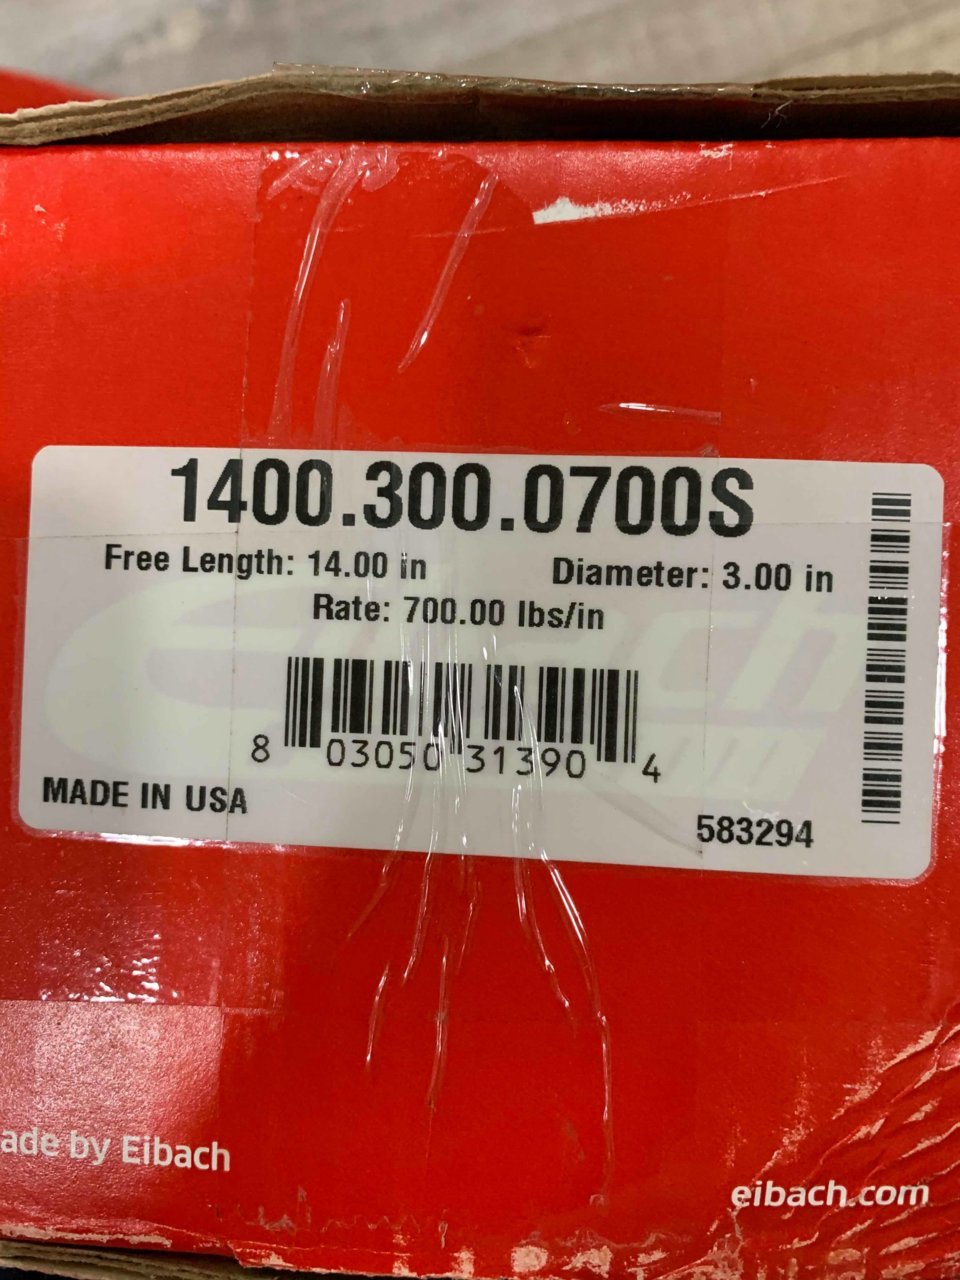 1400.300.0700S
Free Length: 14.00 in Diameter: 3.00 in
Rate: 700.00 lbs/in
8 03050 31390 4
MADE IN USA
583294
ade by Eibach
eibach.com